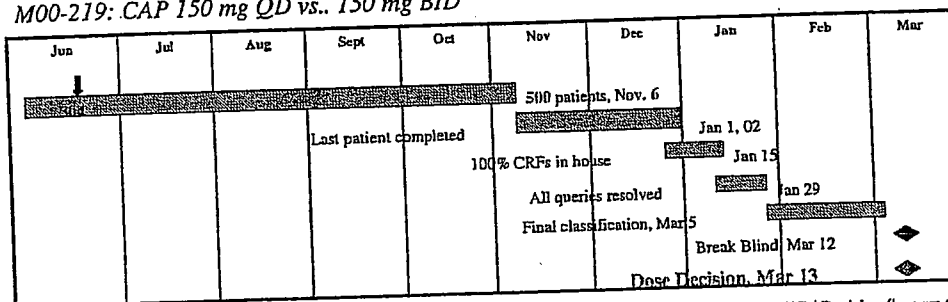 M00-219: CAP 150 mg QD vs.. 150 mg BID
Jun Jul Aug Sept Oct Nov Dec Jan Feb Mar
500 patients, Nov. 6
Last patient completed
Jan 1, 02
100% CRFs in house
Jan 15
All queries resolved
Jan 29
Final classification, Mar 5
Break Blind, Mar 12
Dose Decision, Mar 13